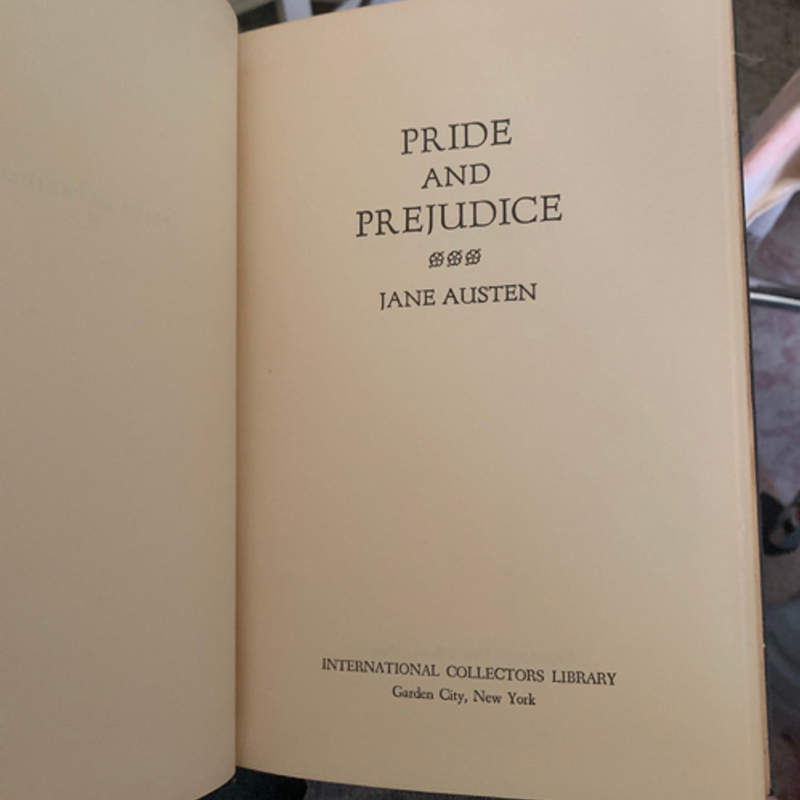 PRIDE
AND
PREJUDICE
JANE AUSTEN
INTERNATIONAL COLLECTORS LIBRARY
Garden City, New York